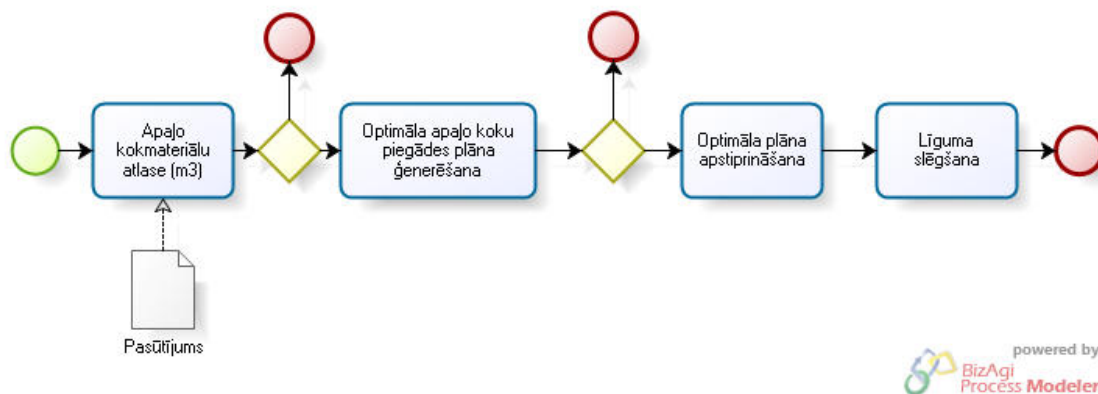 Apaļo
kokmateriālu
atlase (m3)
Optimāla apaļo koku
piegādes plāna
ģenerēšana
Optimāla plāna
apstiprināšana
Līguma
slēgšana
Pasūtījums
powered by
BizAgi
Process Modeler